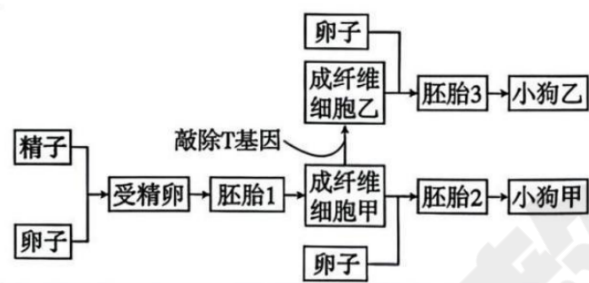 卵子
成纤维
细胞乙
胚胎3
小狗乙
敲除T基因
精子
受精卵
胚胎1
成纤维
细胞甲
胚胎2
小狗甲
卵子
卵子